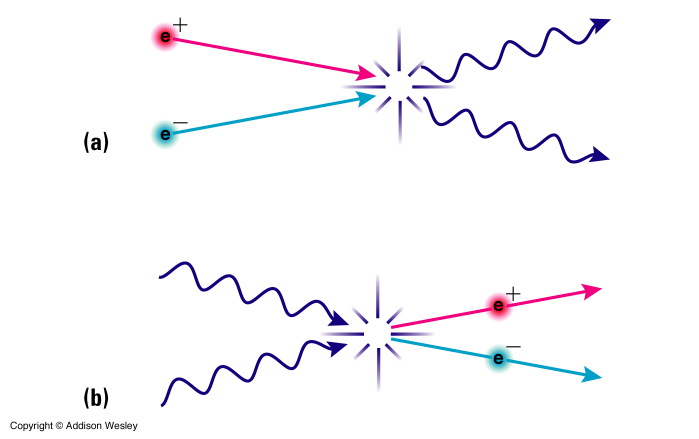 e+
e−
(a)
e+
e−
(b)
Copyright © Addison Wesley